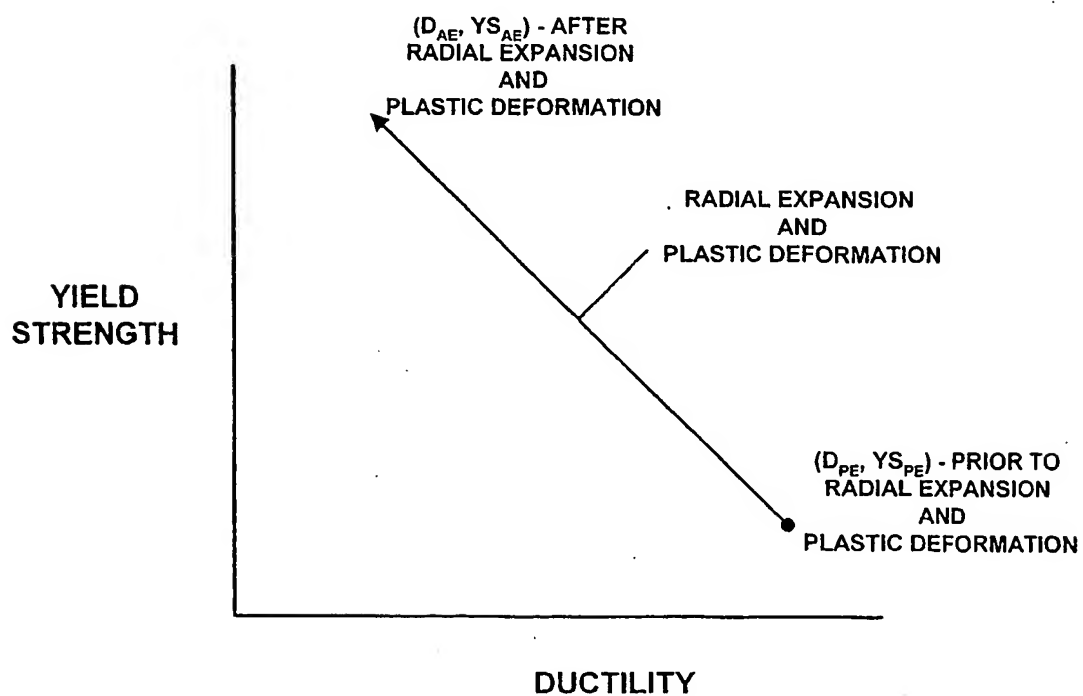 (D_AE, YS_AE) - AFTER
RADIAL EXPANSION
AND
PLASTIC DEFORMATION
RADIAL EXPANSION
AND
PLASTIC DEFORMATION
YIELD
STRENGTH
(D_PE, YS_PE) - PRIOR TO
RADIAL EXPANSION
AND
PLASTIC DEFORMATION
DUCTILITY